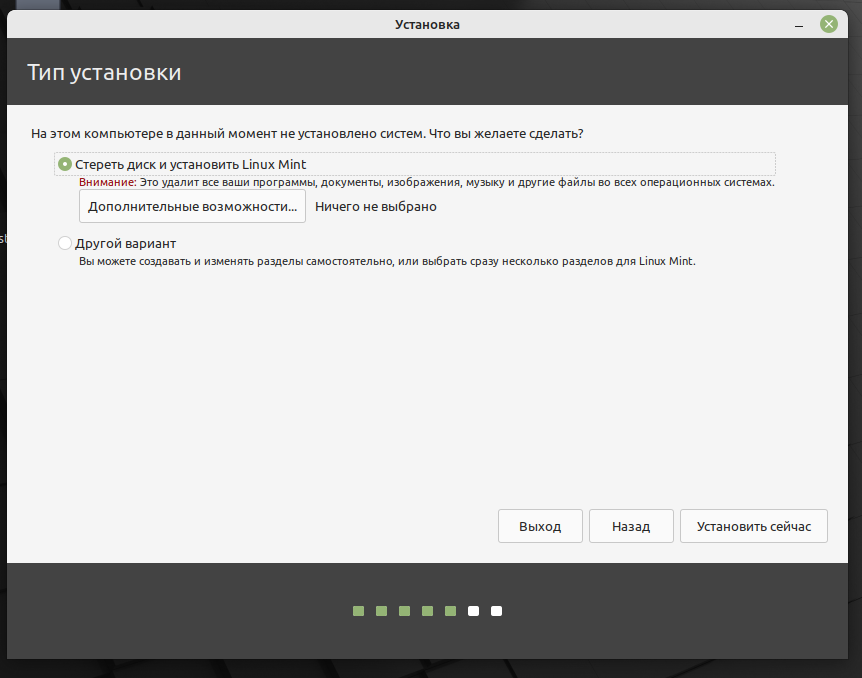 Установка
Тип установки
На этом компьютере в данный момент не установлено систем. Что вы желаете сделать?
Стереть диск и установить Linux Mint
Внимание: Это удалит все ваши программы, документы, изображения, музыку и другие файлы во всех операционных системах.
Дополнительные возможности... Ничего не выбрано
Другой вариант
Вы можете создавать и изменять разделы самостоятельно, или выбрать сразу несколько разделов для Linux Mint.
Выход Назад Установить сейчас